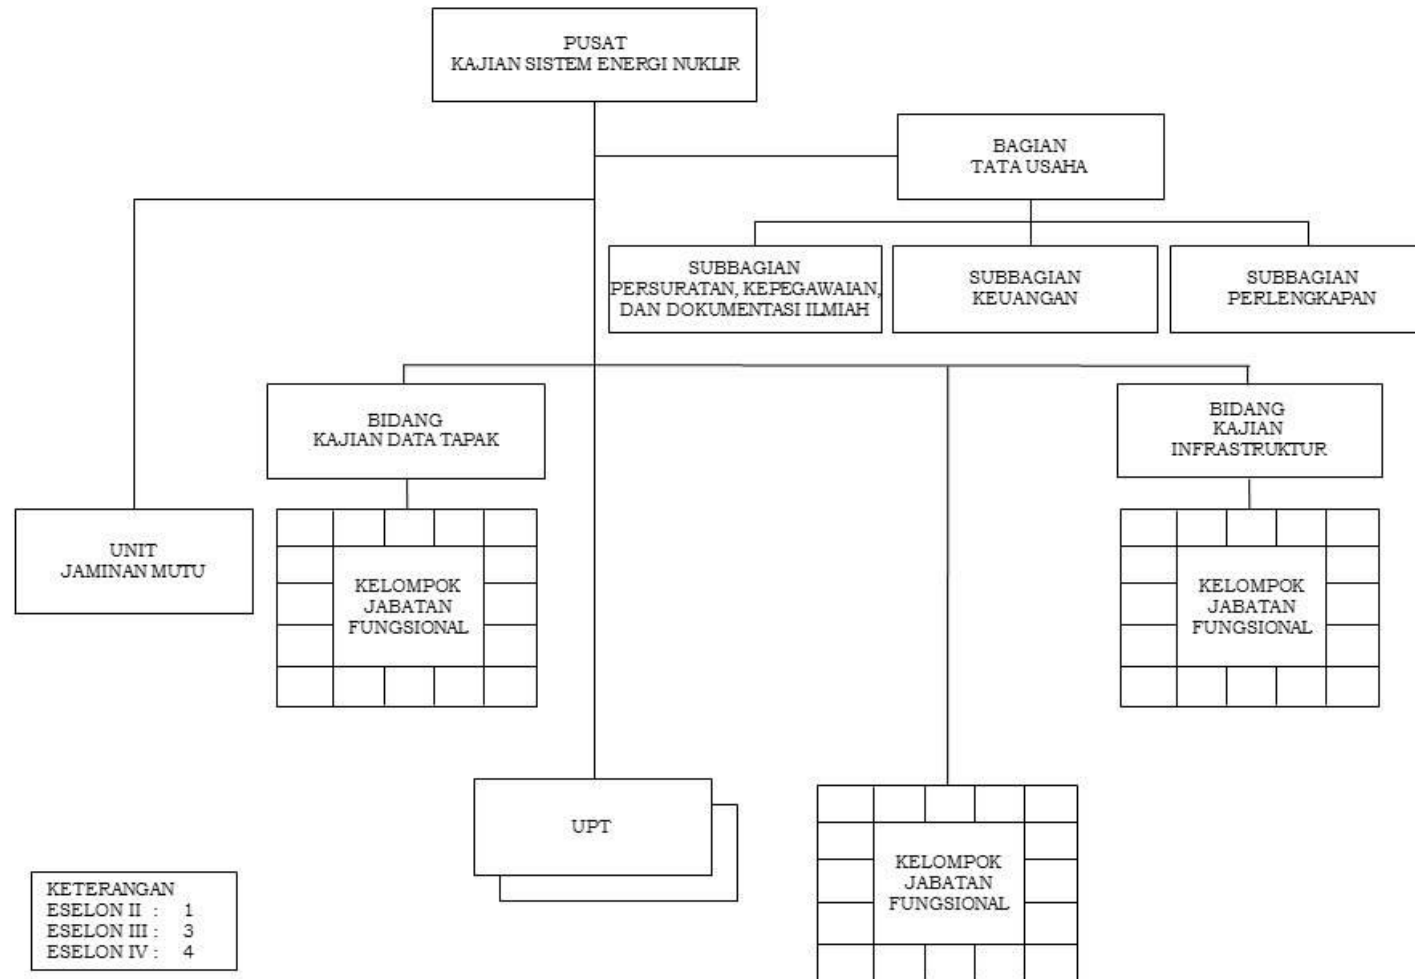 PUSAT
KAJIAN SISTEM ENERGI NUKLIR
BAGIAN
TATA USAHA
SUBBAGIAN
PERSURATAN, KEPEGAWAIAN,
DAN DOKUMENTASI ILMIAH
SUBBAGIAN
KEUANGAN
SUBBAGIAN
PERLENGKAPAN
BIDANG
KAJIAN DATA TAPAK
BIDANG
KAJIAN
INFRASTRUKTUR
UNIT
JAMINAN MUTU
KELOMPOK
JABATAN
FUNGSIONAL
KELOMPOK
JABATAN
FUNGSIONAL
UPT
KELOMPOK
JABATAN
FUNGSIONAL
KETERANGAN
ESELON II : 1
ESELON III : 3
ESELON IV : 4